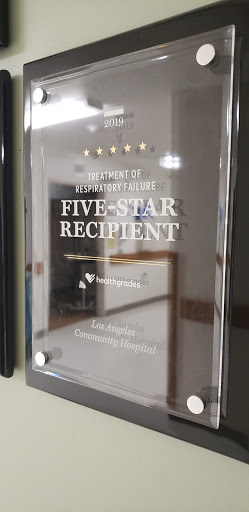 2019
TREATMENT OF
RESPIRATORY FAILURE
FIVE-STAR
RECIPIENT
healthgrades
Los Angeles
Community Hospital